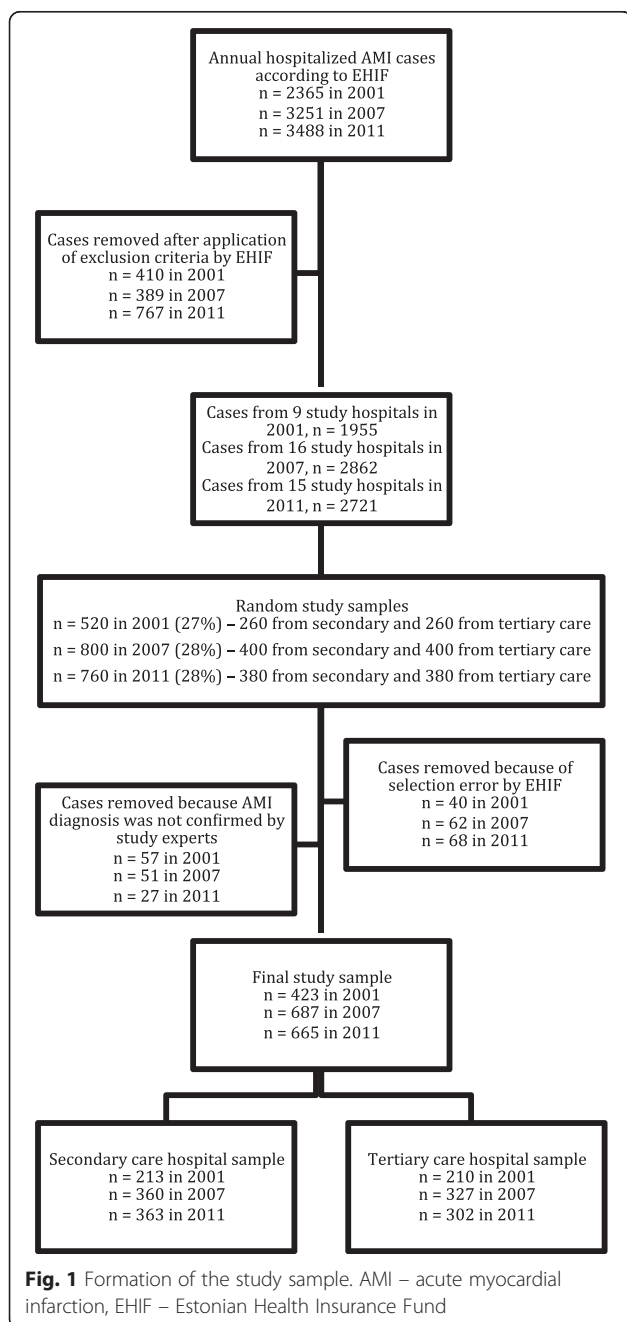 Annual hospitalized AMI cases
according to EHIF
n = 2365 in 2001
n = 3251 in 2007
n = 3488 in 2011
Cases removed after application
of exclusion criteria by EHIF
n = 410 in 2001
n = 389 in 2007
n = 767 in 2011
Cases from 9 study hospitals in
2001, n = 1955
Cases from 16 study hospitals in
2007, n = 2862
Cases from 15 study hospitals in
2011, n = 2721
Random study samples
n = 520 in 2001 (27%) – 260 from secondary and 260 from tertiary care
n = 800 in 2007 (28%) – 400 from secondary and 400 from tertiary care
n = 760 in 2011 (28%) – 380 from secondary and 380 from tertiary care
Cases removed because of
selection error by EHIF
n = 40 in 2001
n = 62 in 2007
n = 68 in 2011
Cases removed because AMI
diagnosis was not confirmed by
study experts
n = 57 in 2001
n = 51 in 2007
n = 27 in 2011
Final study sample
n = 423 in 2001
n = 687 in 2007
n = 665 in 2011
Secondary care hospital sample
n = 213 in 2001
n = 360 in 2007
n = 363 in 2011
Tertiary care hospital sample
n = 210 in 2001
n = 327 in 2007
n = 302 in 2011
Fig. 1 Formation of the study sample. AMI – acute myocardial
infarction, EHIF – Estonian Health Insurance Fund